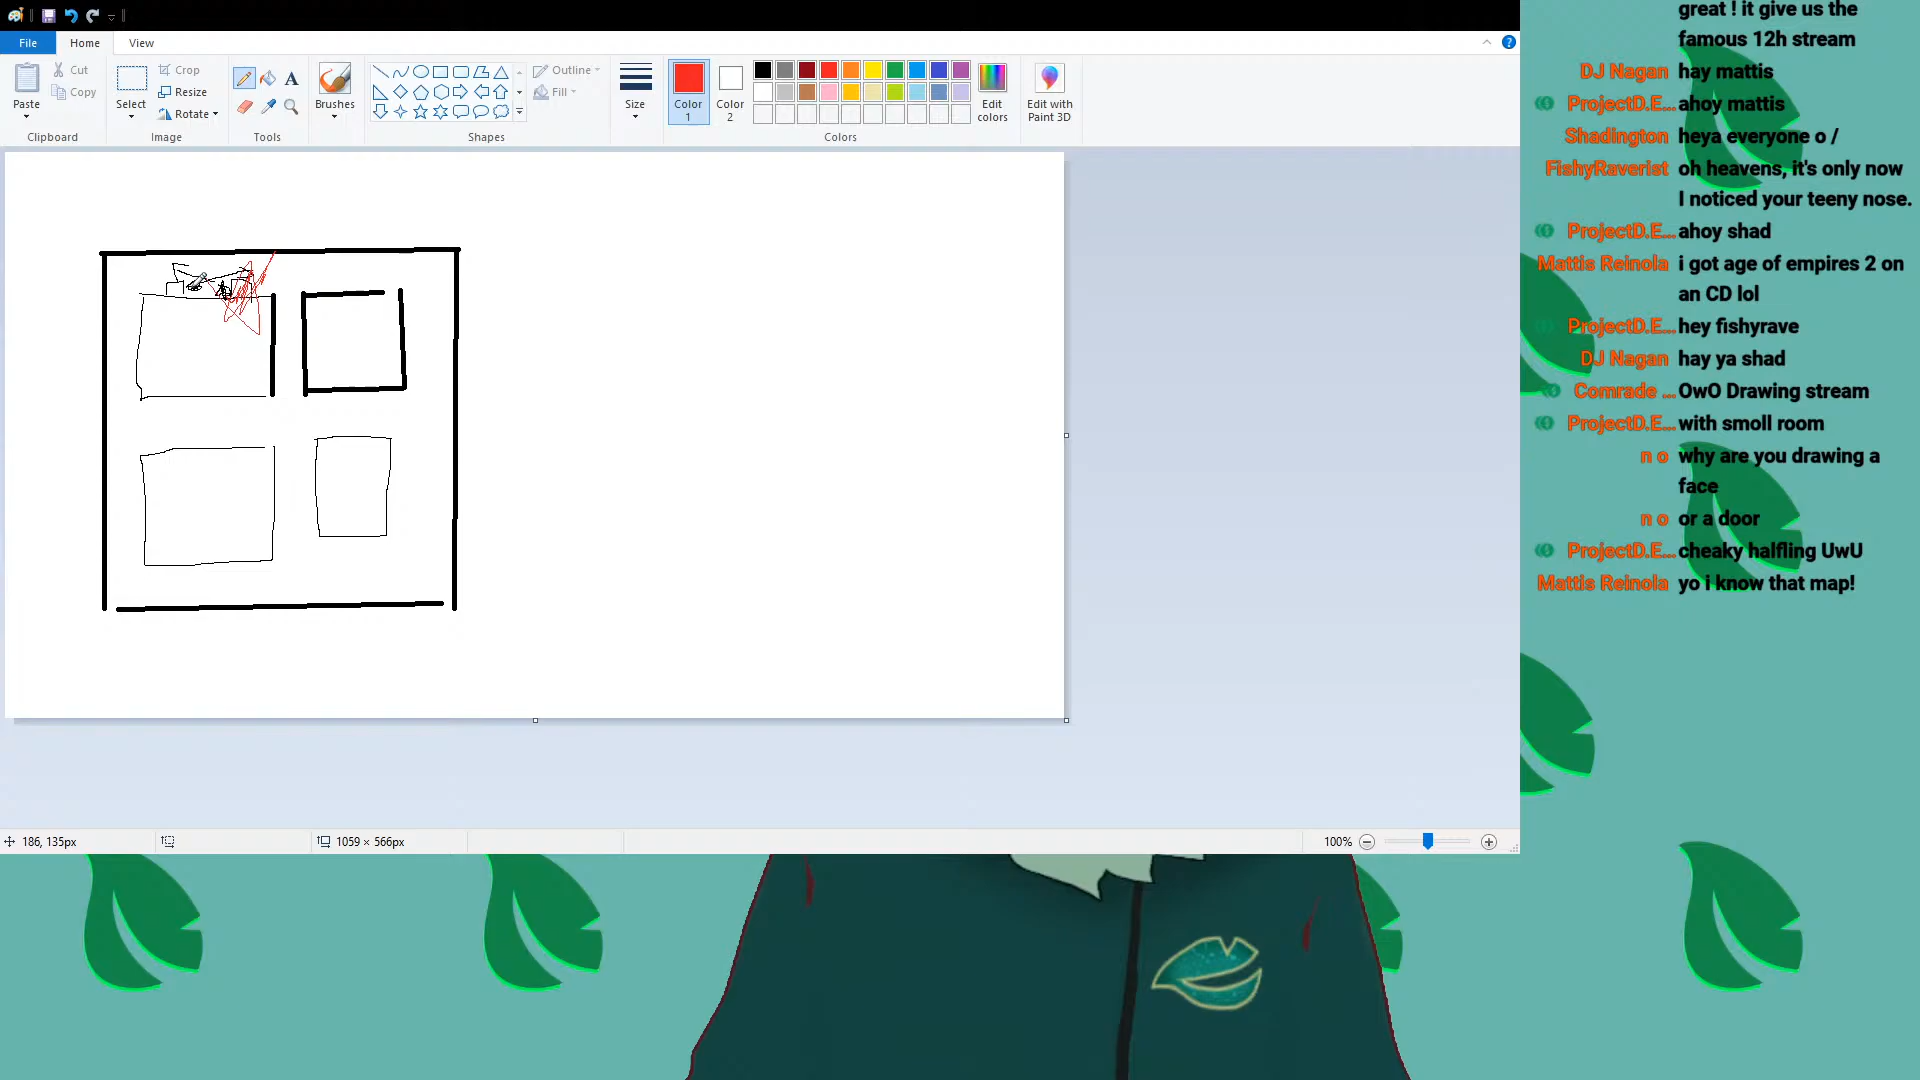 File
Home
View
Paste
Cut
Copy
Clipboard
Select
Crop
Resize
Rotate
Image
A
Tools
Brushes
Shapes
Outline
Fill
Size
Color
1
Color
2
Edit
colors
Colors
Edit with
Paint 3D
186, 135px
1059 × 566px
100%
great ! it give us the
famous 12h stream
DJ Nagan hay mattis
ProjectD.E... ahoy mattis
Shadington heya everyone o /
FishyRaverist oh heavens, it's only now
I noticed your teeny nose.
ProjectD.E... ahoy shad
Mattis Reinola i got age of empires 2 on
an CD lol
ProjectD.E... hey fishyrave
DJ Nagan hay ya shad
Comrade ... OwO Drawing stream
ProjectD.E... with smoll room
n o why are you drawing a
face
n o or a door
ProjectD.E... cheaky halfling UwU
Mattis Reinola yo i know that map!